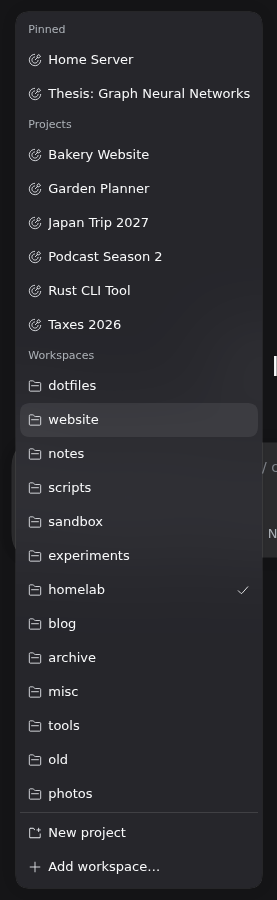 Pinned
Home Server
Thesis: Graph Neural Networks
Projects
Bakery Website
Garden Planner
Japan Trip 2027
Podcast Season 2
Rust CLI Tool
Taxes 2026
Workspaces
dotfiles
website
notes
scripts
sandbox
experiments
homelab
blog
archive
misc
tools
old
photos
New project
Add workspace…